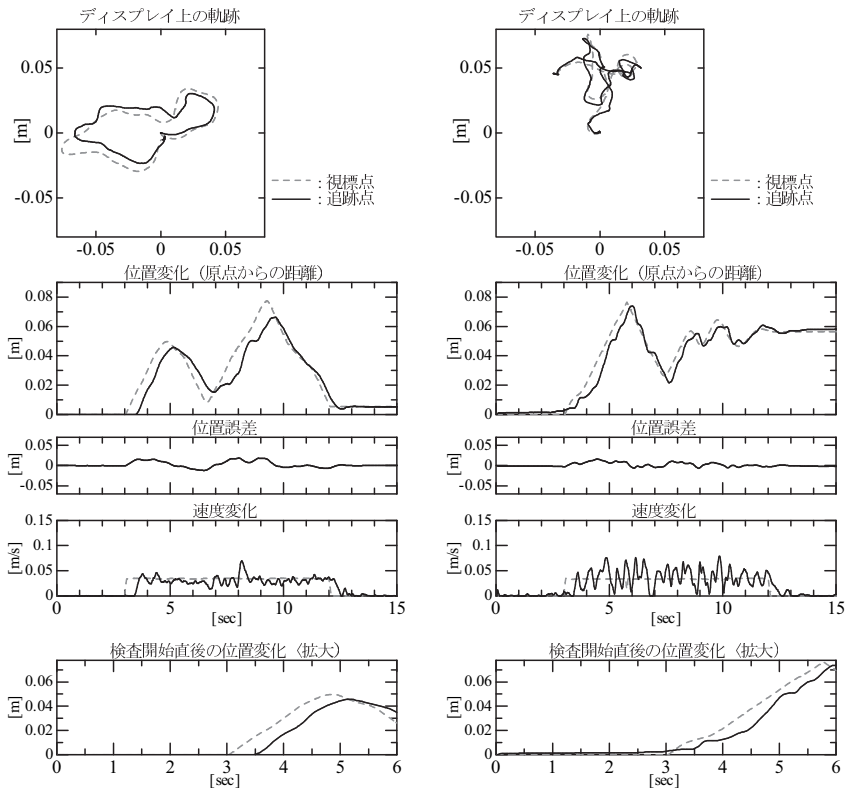 ディスプレイ上の軌跡
0.05
0
-0.05
[m]
-0.05 0 0.05
：視標点
：追跡点
位置変化（原点からの距離）
0.08
0.06
0.04
0.02
0
[m]
位置誤差
0.05
0
-0.05
[m]
速度変化
0.15
0.1
0.05
0
[m/s]
0 5 10 15
[sec]
検査開始直後の位置変化〈拡大）
0.06
0.04
0.02
0
[m]
0 1 2 3 4 5 6
[sec]
ディスプレイ上の軌跡
0.05
0
-0.05
[m]
-0.05 0 0.05
：視標点
：追跡点
位置変化（原点からの距離）
0.08
0.06
0.04
0.02
0
[m]
位置誤差
0.05
0
-0.05
[m]
速度変化
0.15
0.1
0.05
0
[m/s]
0 5 10 15
[sec]
検査開始直後の位置変化〈拡大）
0.06
0.04
0.02
0
[m]
0 1 2 3 4 5 6
[sec]